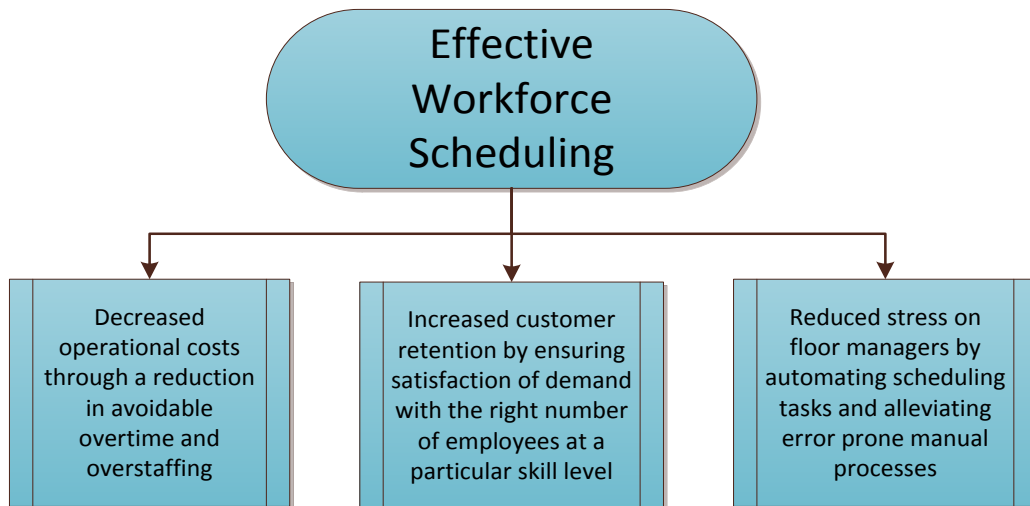 Effective
Workforce
Scheduling
Decreased
operational costs
through a reduction
in avoidable
overtime and
overstaffing
Increased customer
retention by ensuring
satisfaction of demand
with the right number
of employees at a
particular skill level
Reduced stress on
floor managers by
automating scheduling
tasks and alleviating
error prone manual
processes